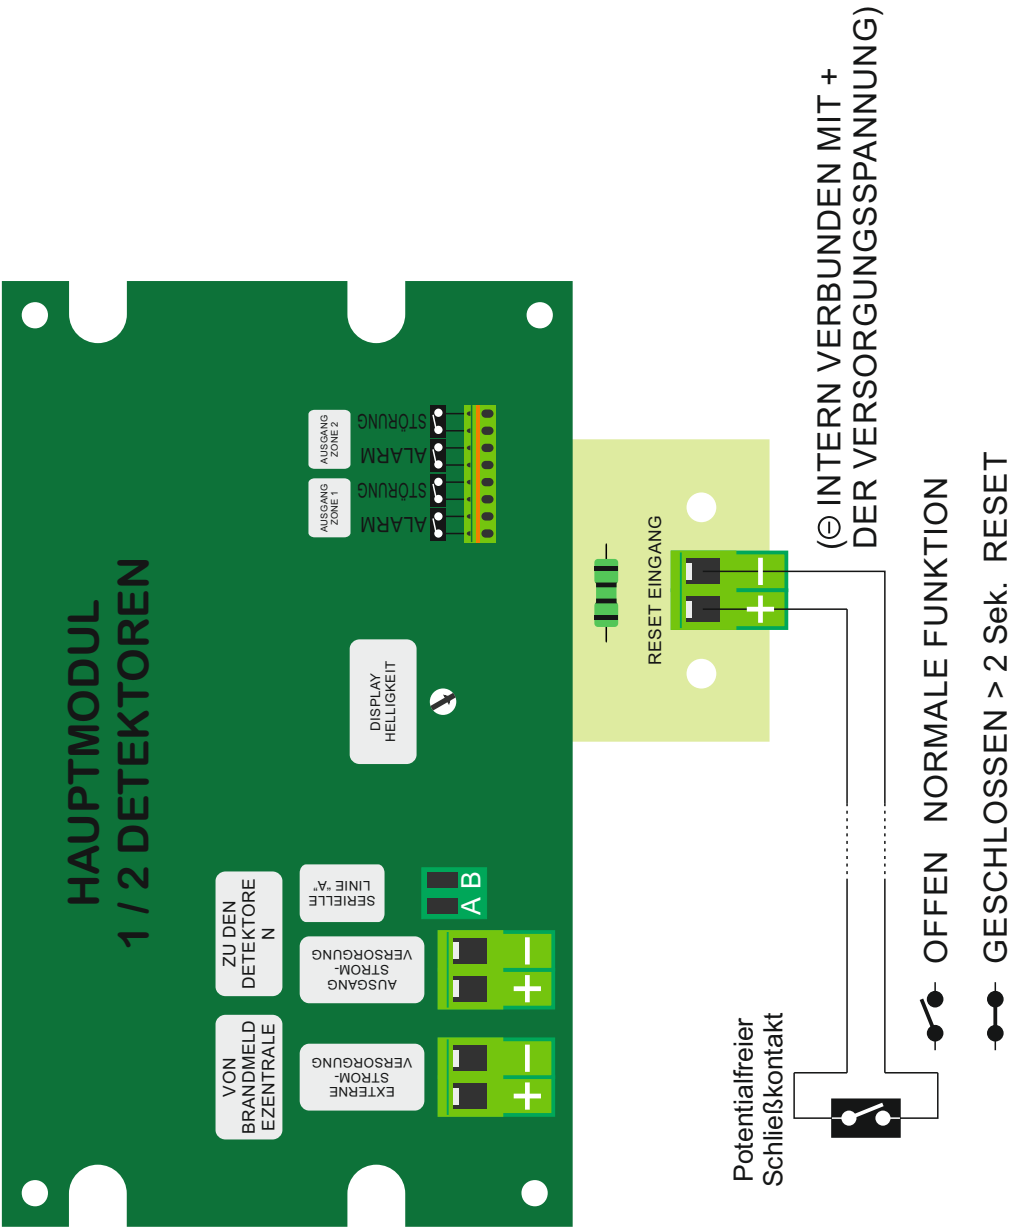 HAUPTMODUL
1 / 2 DETEKTOREN
VON
BRANDMELD
EZENTRALE
ZU DEN
DETEKTORE
N
EXTERNE
STROM-
VERSORGUNG
AUSGANG
STROM-
VERSORGUNG
SERIELLE
LINIE "A"
+ −
+ −
A B
DISPLAY
HELLIGKEIT
AUSGANG
ZONE 1
AUSGANG
ZONE 2
ALARM
STÖRUNG
ALARM
STÖRUNG
RESET EINGANG
+ −
Potentialfreier
Schließkontakt
(⊖ INTERN VERBUNDEN MIT +
DER VERSORGUNGSSPANNUNG)
OFFEN NORMALE FUNKTION
GESCHLOSSEN > 2 Sek. RESET